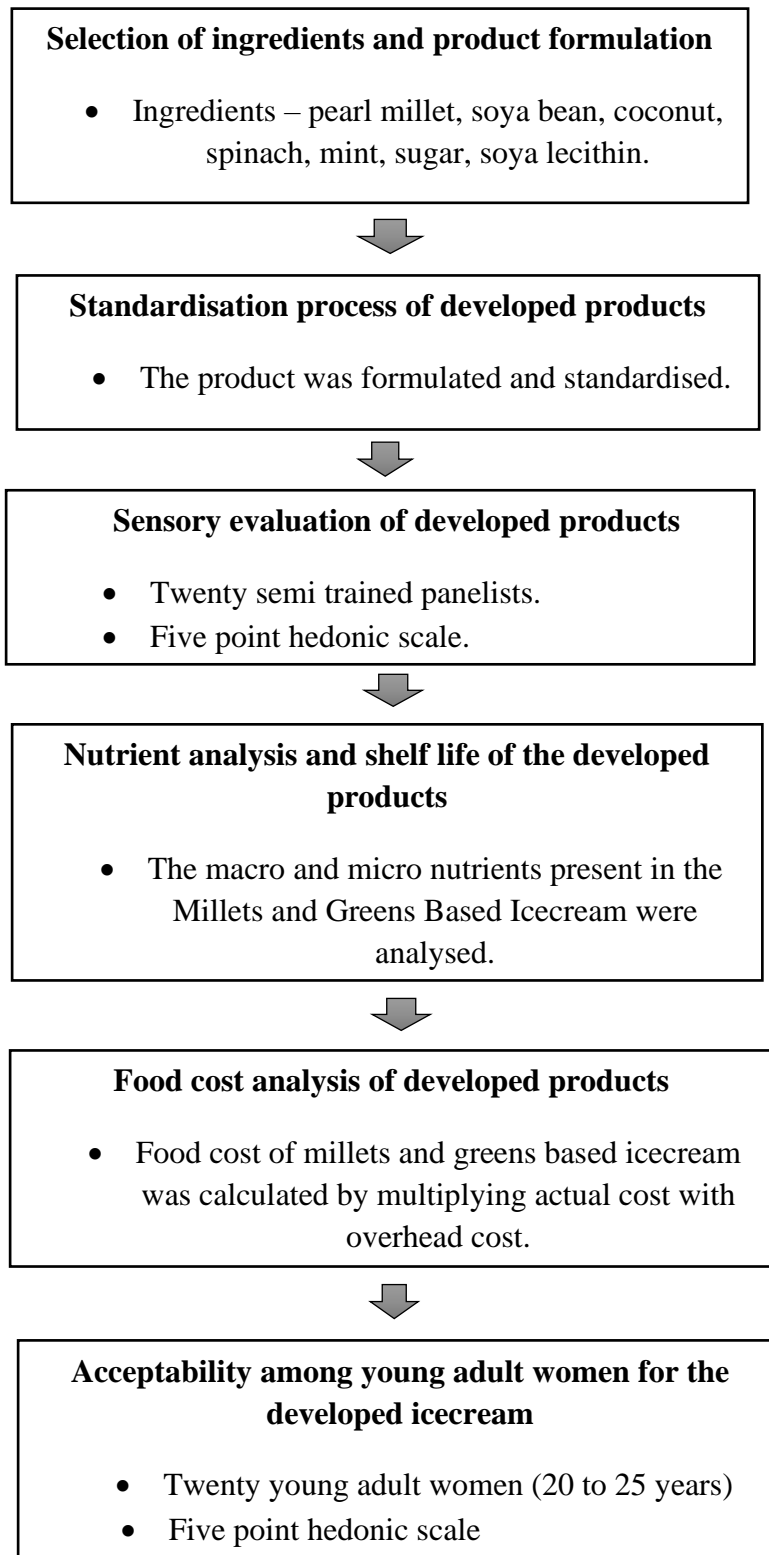 Selection of ingredients and product formulation
• Ingredients – pearl millet, soya bean, coconut,
spinach, mint, sugar, soya lecithin.
Standardisation process of developed products
• The product was formulated and standardised.
Sensory evaluation of developed products
• Twenty semi trained panelists.
• Five point hedonic scale.
Nutrient analysis and shelf life of the developed
products
• The macro and micro nutrients present in the
Millets and Greens Based Icecream were
analysed.
Food cost analysis of developed products
• Food cost of millets and greens based icecream
was calculated by multiplying actual cost with
overhead cost.
Acceptability among young adult women for the
developed icecream
• Twenty young adult women (20 to 25 years)
• Five point hedonic scale